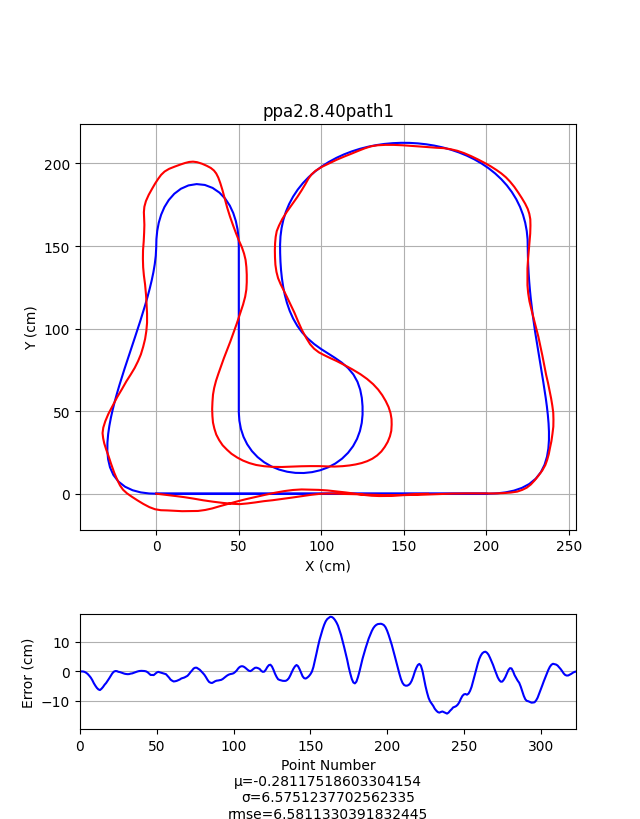 ppa2.8.40path1
200
150
100
50
0
Y (cm)
0 50 100 150 200 250
X (cm)
10
0
−10
Error (cm)
0 50 100 150 200 250 300
Point Number
μ=-0.28117518603304154
σ=6.5751237702562335
rmse=6.5811330391832445